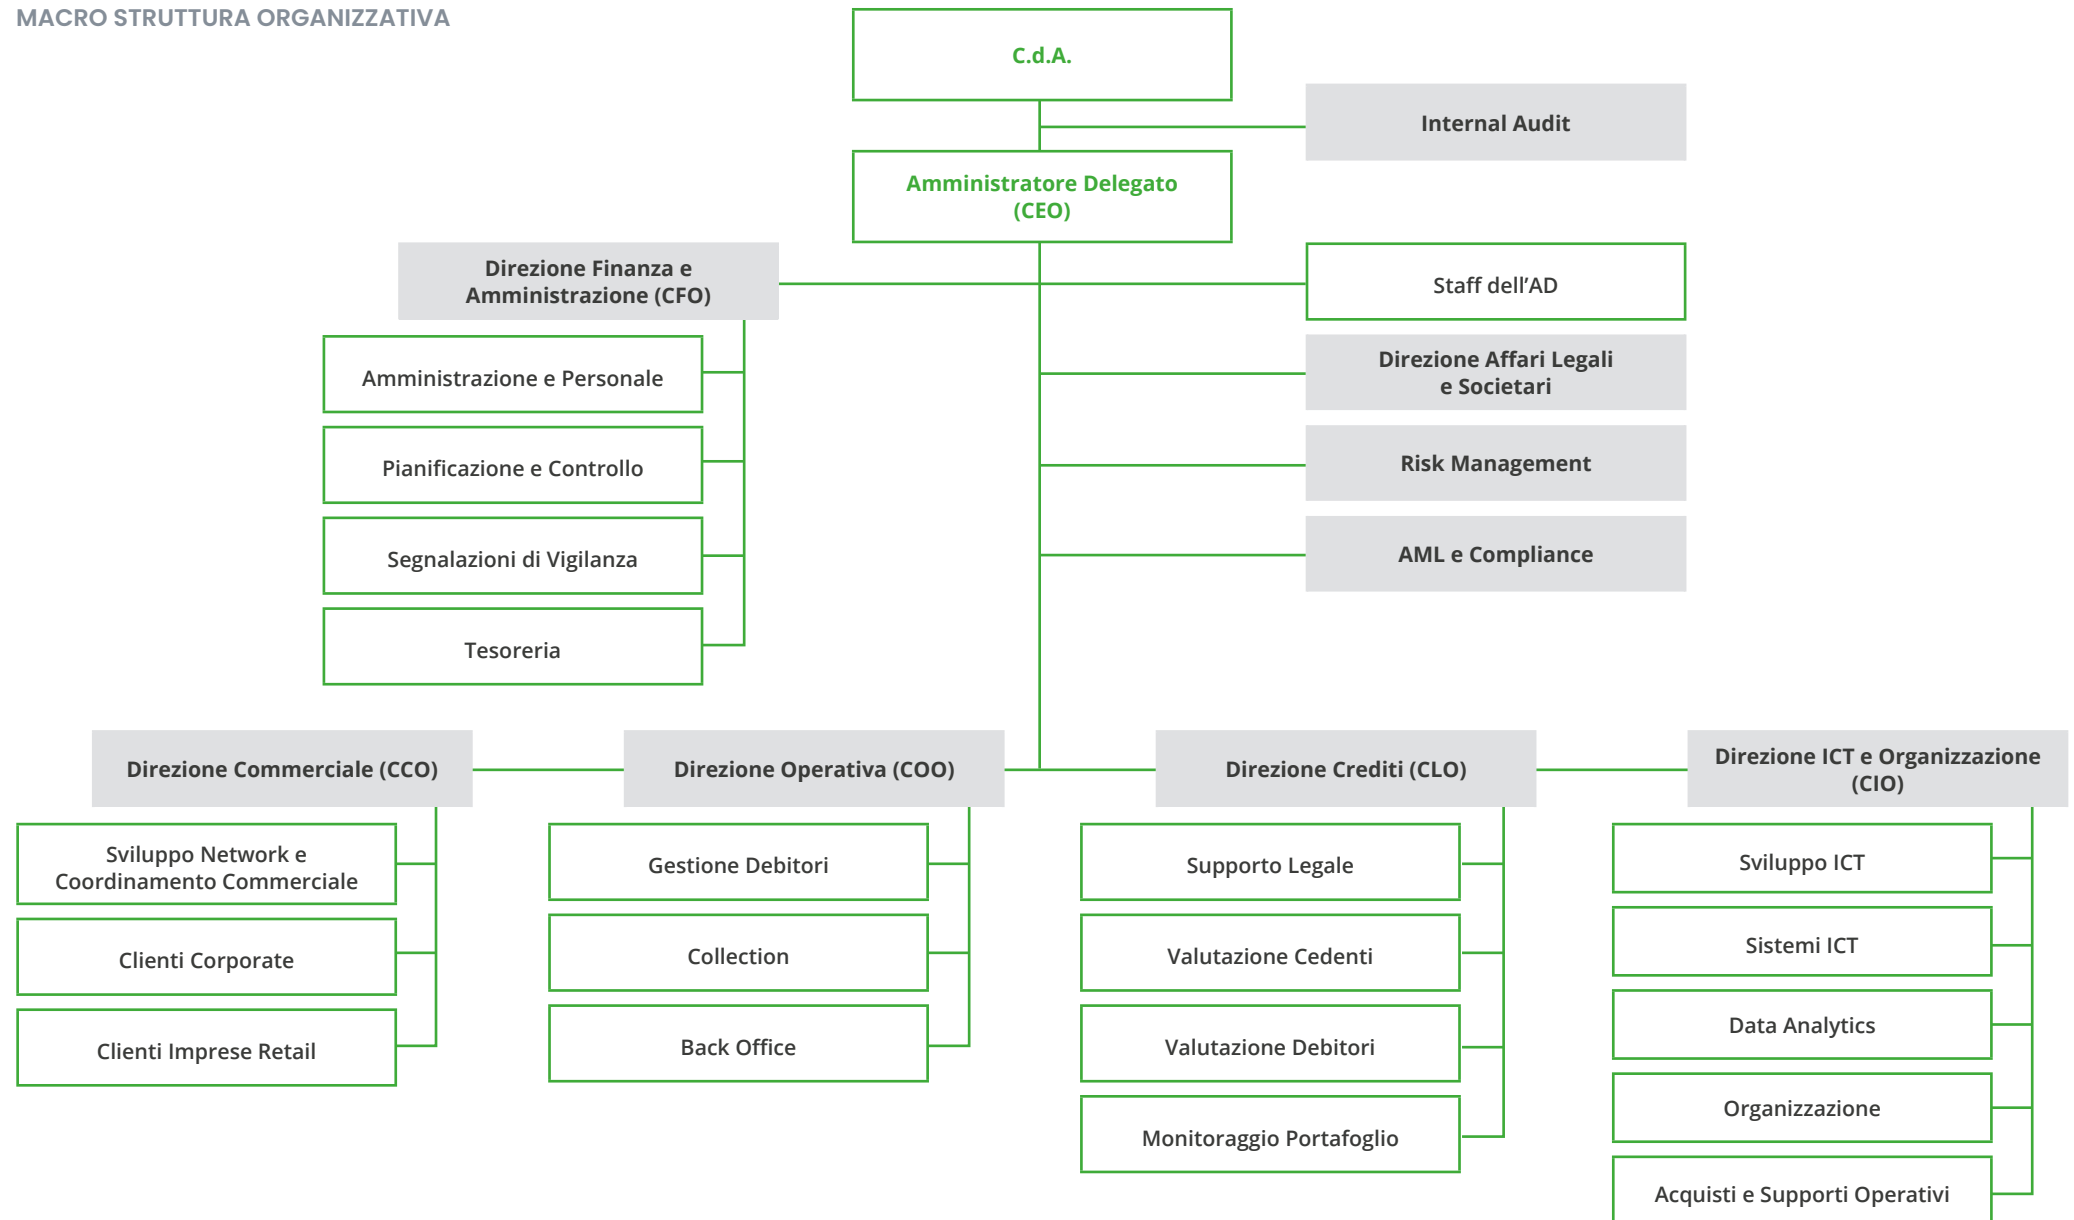 MACRO STRUTTURA ORGANIZZATIVA
C.d.A.
Internal Audit
Amministratore Delegato
(CEO)
Direzione Finanza e
Amministrazione (CFO)
Staff dell’AD
Amministrazione e Personale
Pianificazione e Controllo
Segnalazioni di Vigilanza
Tesoreria
Direzione Affari Legali
e Societari
Risk Management
AML e Compliance
Direzione Commerciale (CCO)
Sviluppo Network e
Coordinamento Commerciale
Clienti Corporate
Clienti Imprese Retail
Direzione Operativa (COO)
Gestione Debitori
Collection
Back Office
Direzione Crediti (CLO)
Supporto Legale
Valutazione Cedenti
Valutazione Debitori
Monitoraggio Portafoglio
Direzione ICT e Organizzazione
(CIO)
Sviluppo ICT
Sistemi ICT
Data Analytics
Organizzazione
Acquisti e Supporti Operativi